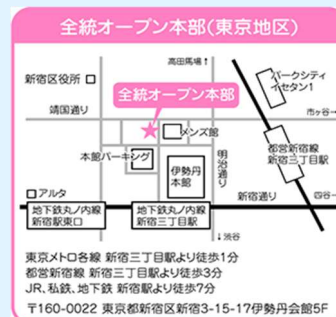 全統オープン本部(東京地区)
高田馬場↑
新宿区役所
パークシティ
イセタン1
全統オープン本部
靖国通り
市ヶ谷→
メンズ館
本館パーキング
都営新宿線
新宿三丁目駅
明治通り
伊勢丹
本館
アルタ
新宿通り
四谷→
地下鉄丸ノ内線
新宿駅東口
地下鉄丸ノ内線
新宿三丁目駅
↓渋谷
東京メトロ各線 新宿三丁目駅より徒歩1分
都営新宿線 新宿三丁目駅より徒歩3分
JR、私鉄、地下鉄 新宿駅より徒歩7分
〒160-0022 東京都新宿区新宿3-15-17伊勢丹会館5F